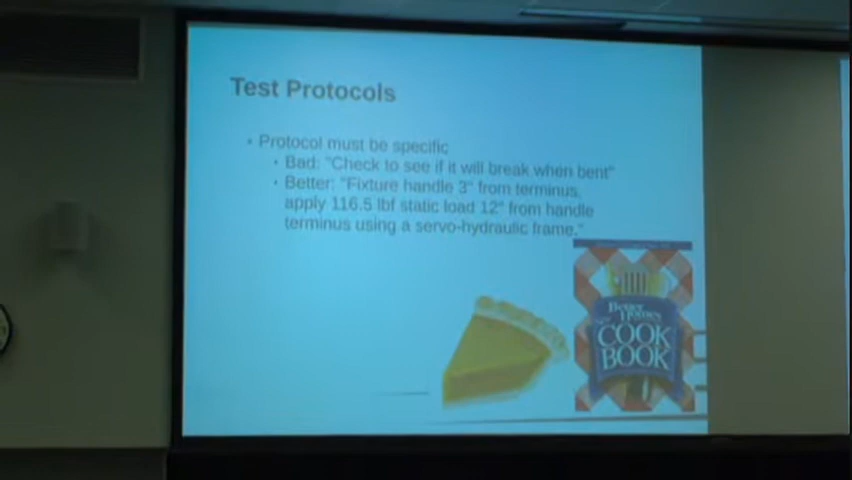 Test Protocols
• Protocol must be specific
• Bad: "Check to see if it will break when bent"
• Better: "Fixture handle 3" from terminus,
apply 116.5 lbf static load 12" from handle
terminus using a servo-hydraulic frame."
Better
Homes
COOK
BOOK